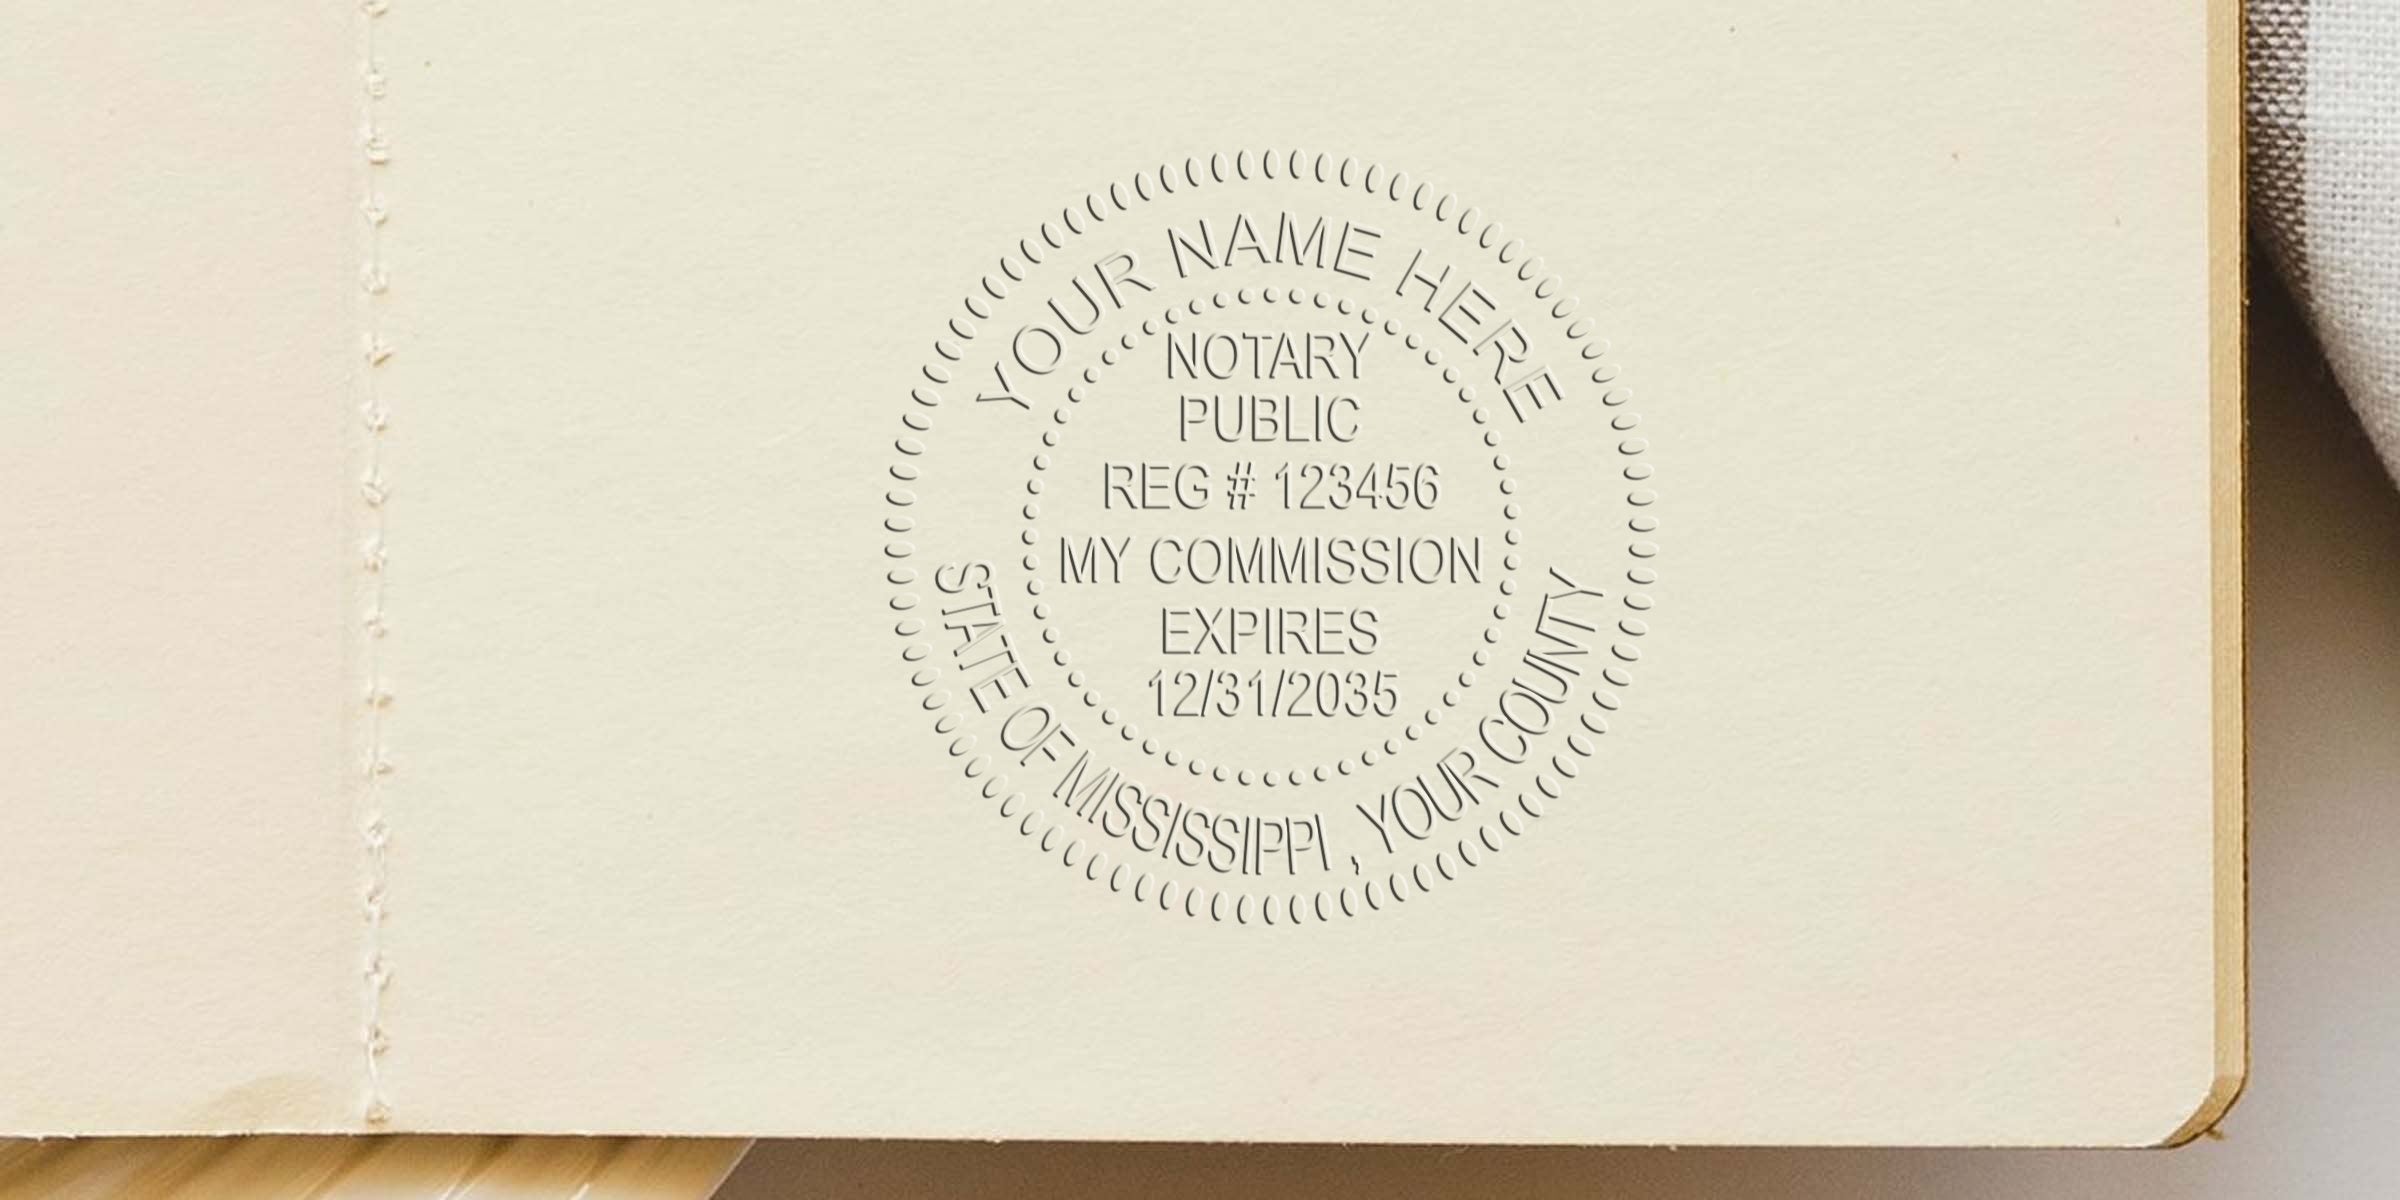 YOUR NAME HERE
NOTARY
PUBLIC
REG # 123456
MY COMMISSION
EXPIRES
12/31/2035
STATE OF MISSISSIPPI , YOUR COUNTY